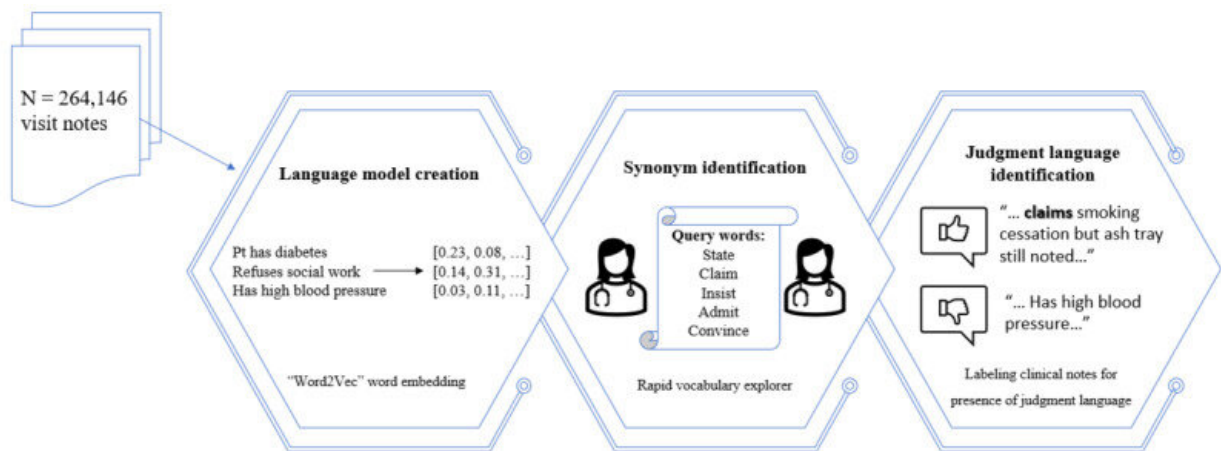 N = 264,146
visit notes
Language model creation
Pt has diabetes [0.23, 0.08, …]
Refuses social work [0.14, 0.31, …]
Has high blood pressure [0.03, 0.11, …]
“Word2Vec” word embedding
Synonym identification
Query words:
State
Claim
Insist
Admit
Convince
Rapid vocabulary explorer
Judgment language
identification
“… claims smoking
cessation but ash tray
still noted…”
“… Has high blood
pressure…”
Labeling clinical notes for
presence of judgment language